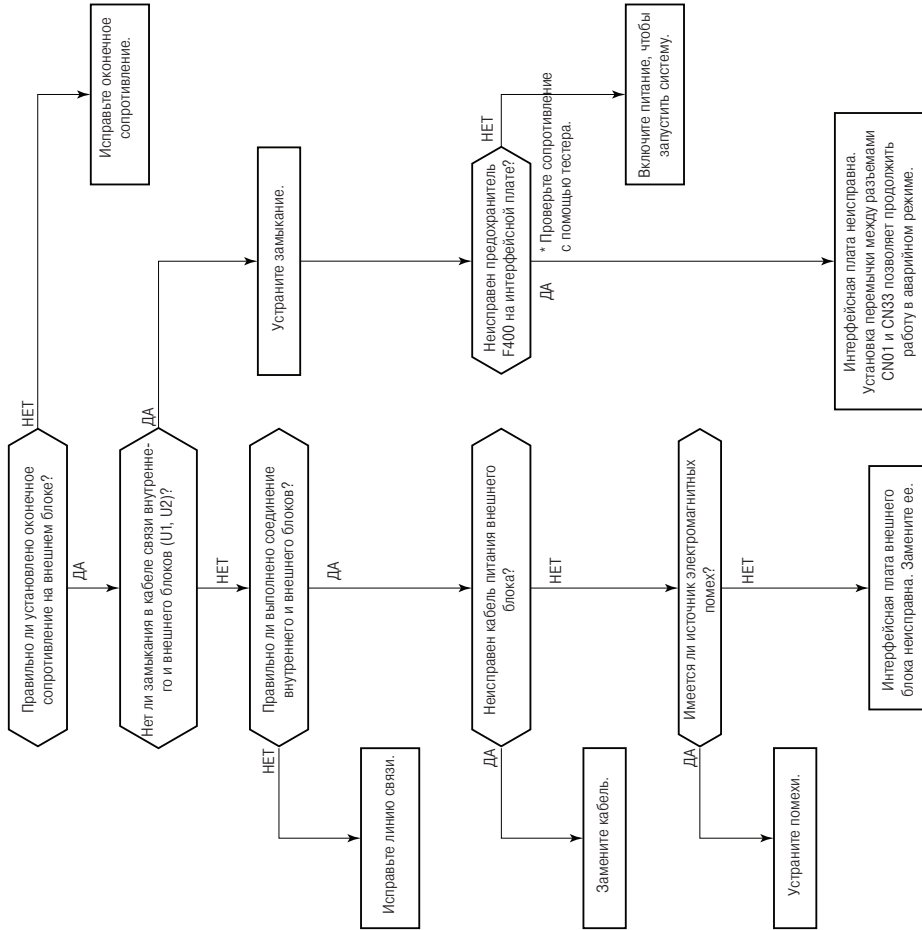 Правильно ли установлено оконечное
сопротивление на внешнем блоке?
НЕТ
Исправьте оконечное
сопротивление.
ДА
Нет ли замыкания в кабеле связи внутренне-
го и внешнего блоков (U1, U2)?
ДА
Устраните замыкание.
НЕТ
Неисправен предохранитель
F400 на интерфейсной плате?
НЕТ
* Проверьте сопротивление
с помощью тестера.
Включите питание, чтобы
запустить систему.
ДА
Интерфейсная плата неисправна.
Установка перемычки между разъемами
CN01 и CN33 позволяет продолжить
работу в аварийном режиме.
Правильно ли выполнено соединение
внутреннего и внешнего блоков?
НЕТ
Исправьте линию связи.
ДА
Неисправен кабель питания внешнего
блока?
ДА
Замените кабель.
НЕТ
Имеется ли источник электромагнитных
помех?
ДА
Устраните помехи.
НЕТ
Интерфейсная плата внешнего
блока неисправна. Замените ее.